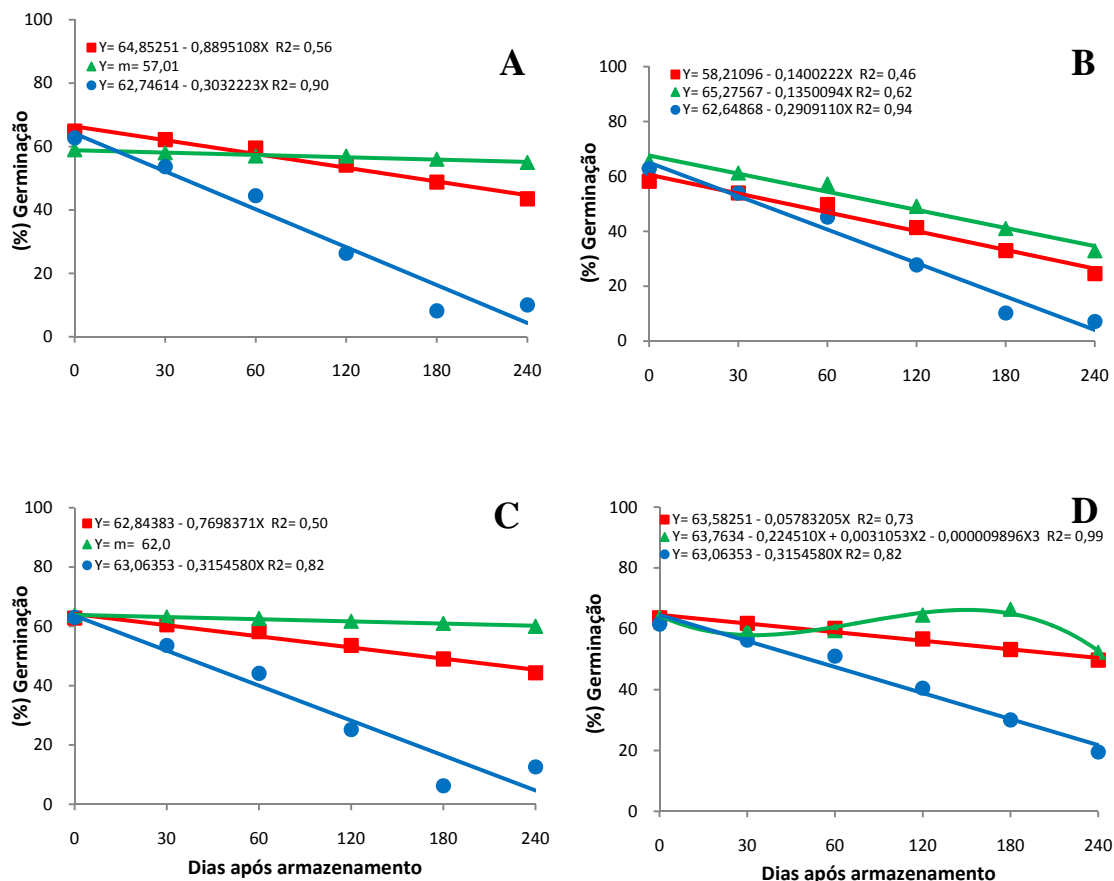 A
Y= 64,85251 - 0,8895108X R2= 0,56
Y= m= 57,01
Y= 62,74614 - 0,3032223X R2= 0,90
(%) Germinação
100
80
60
40
20
0
0 30 60 120 180 240
B
Y= 58,21096 - 0,1400222X R2= 0,46
Y= 65,27567 - 0,1350094X R2= 0,62
Y= 62,64868 - 0,2909110X R2= 0,94
(%) Germinação
100
80
60
40
20
0
0 30 60 120 180 240
C
Y= 62,84383 - 0,7698371X R2= 0,50
Y= m= 62,0
Y= 63,06353 - 0,3154580X R2= 0,82
(%) Germinação
100
80
60
40
20
0
0 30 60 120 180 240
Dias após armazenamento
D
Y= 63,58251 - 0,05783205X R2= 0,73
Y= 63,7634 - 0,224510X + 0,0031053X2 - 0,000009896X3 R2= 0,99
Y= 63,06353 - 0,3154580X R2= 0,82
(%) Germinação
100
80
60
40
20
0
0 30 60 120 180 240
Dias após armazenamento